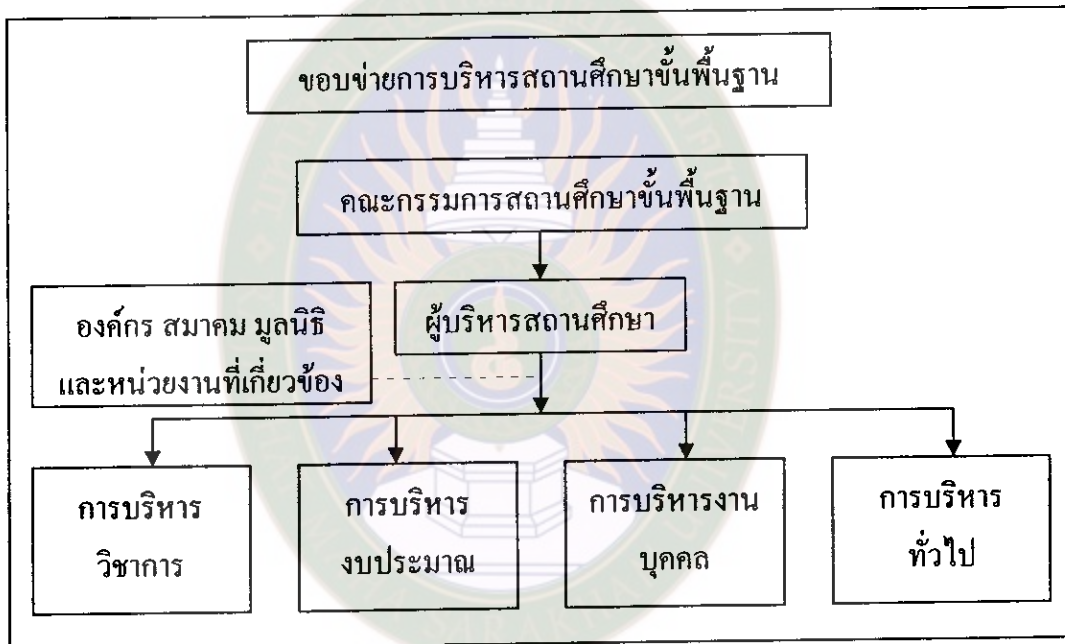 ขอบข่ายการบริหารสถานศึกษาขั้นพื้นฐาน
คณะกรรมการสถานศึกษาขั้นพื้นฐาน
องค์กร สมาคม มูลนิธิ
และหน่วยงานที่เกี่ยวข้อง
ผู้บริหารสถานศึกษา
การบริหาร
วิชาการ
การบริหาร
งบประมาณ
การบริหารงาน
บุคคล
การบริหาร
ทั่วไป